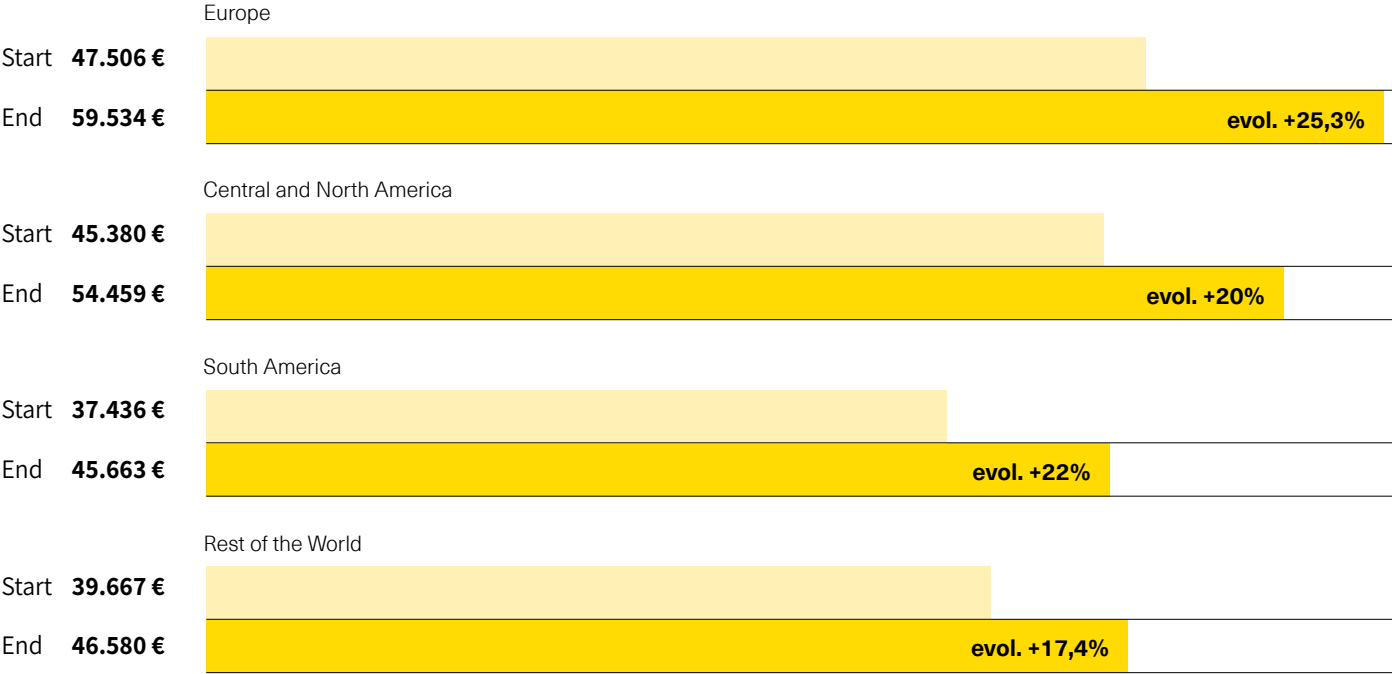 Europe
Start 47.506 €
End 59.534 € evol. +25,3%
Central and North America
Start 45.380 €
End 54.459 € evol. +20%
South America
Start 37.436 €
End 45.663 € evol. +22%
Rest of the World
Start 39.667 €
End 46.580 € evol. +17,4%